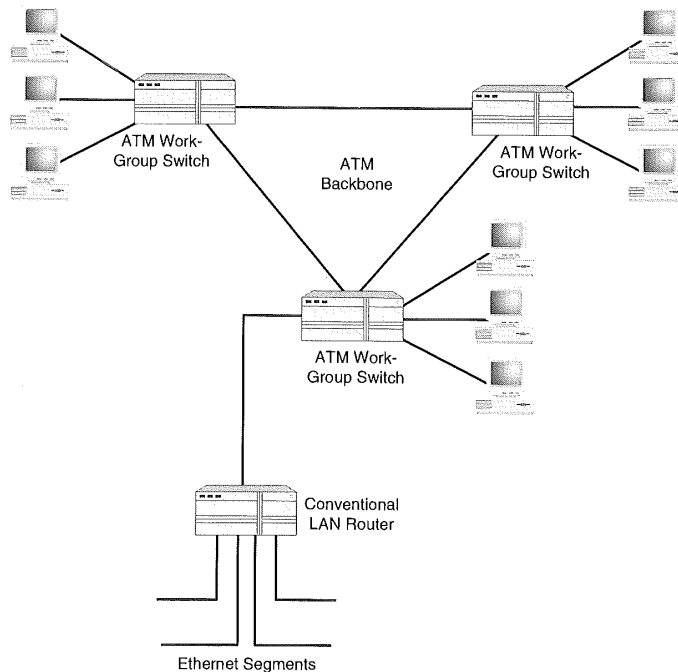 ATM Work-
Group Switch
ATM
Backbone
ATM Work-
Group Switch
ATM Work-
Group Switch
Conventional
LAN Router
Ethernet Segments